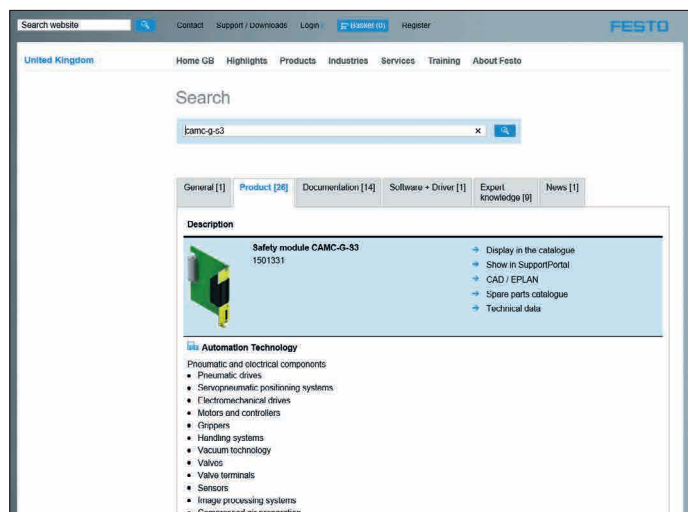 Search website
Contact Support / Downloads Login Basket (0) Register
FESTO
United Kingdom
Home GB Highlights Products Industries Services Training About Festo
Search
camc-g-s3 ×
General [1] Product [26] Documentation [14] Software + Driver [1] Expert knowledge [9] News [1]
Description
Safety module CAMC-G-S3
1501331
Display in the catalogue
Show in SupportPortal
CAD / EPLAN
Spare parts catalogue
Technical data
Automation Technology
Pneumatic and electrical components
• Pneumatic drives
• Servopneumatic positioning systems
• Electromechanical drives
• Motors and controllers
• Grippers
• Handling systems
• Vacuum technology
• Valves
• Valve terminals
• Sensors
• Image processing systems
• Compressed air preparation